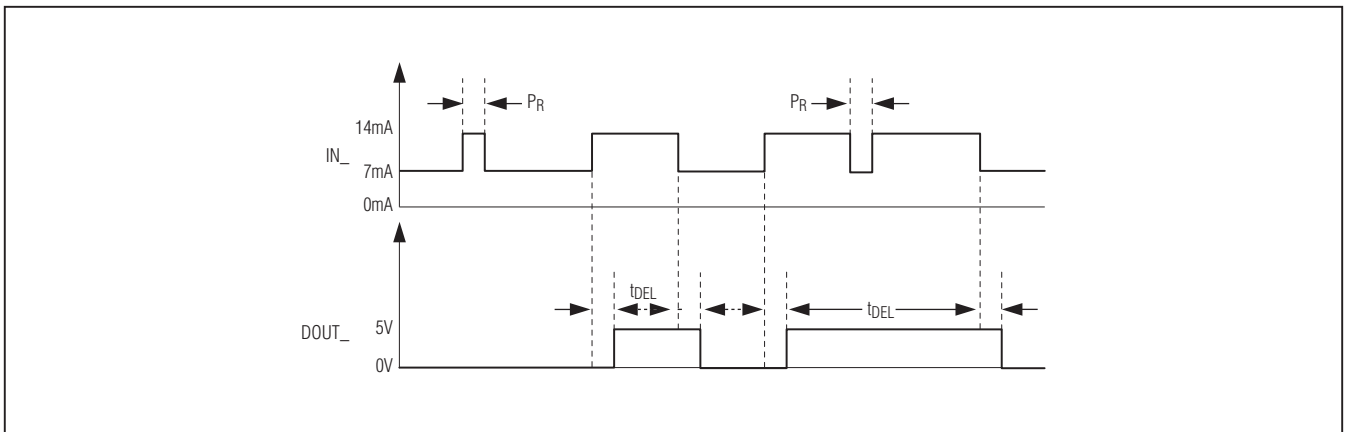 PR
PR
14mA
IN_
7mA
0mA
tDEL
tDEL
5V
DOUT_
0V